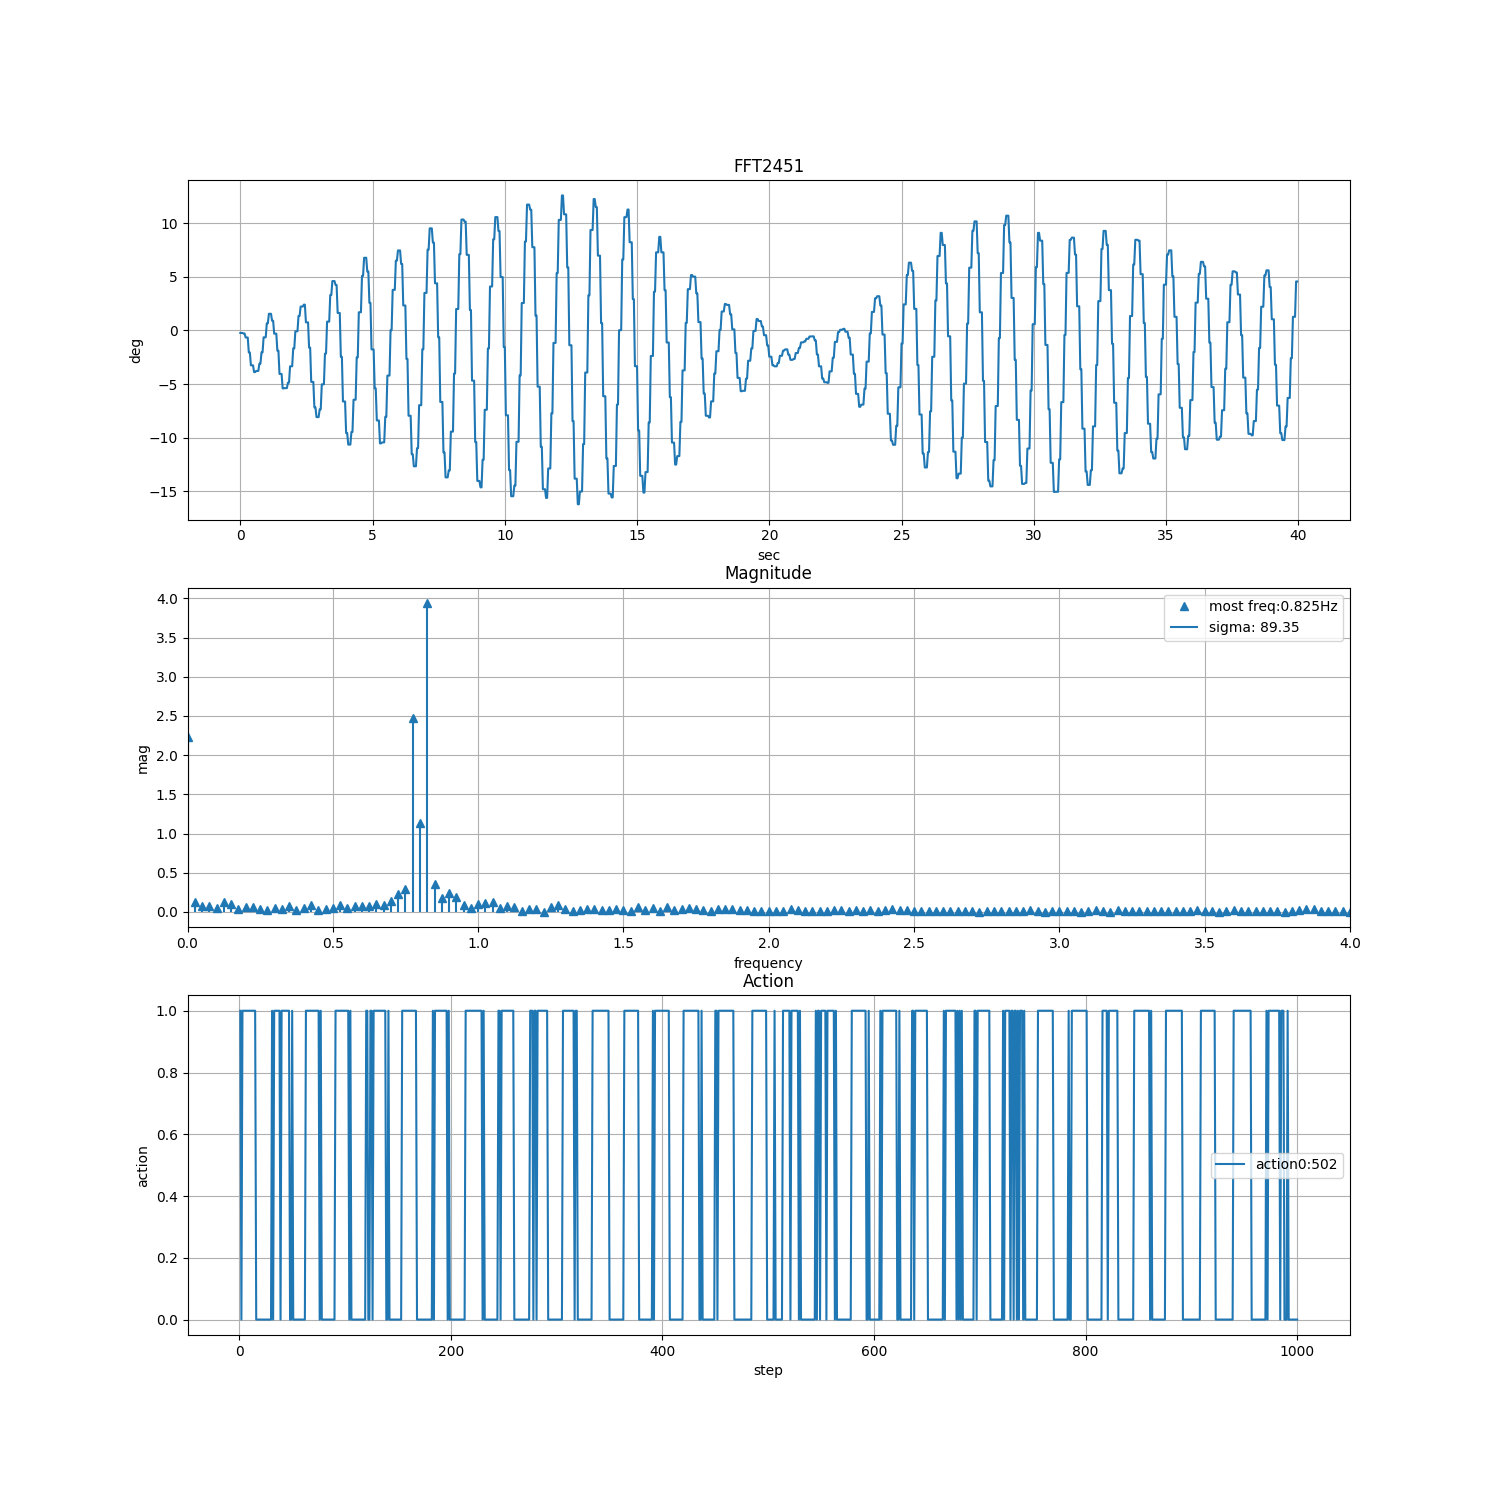 FFT2451
10
5
0
−5
−10
−15
deg
0 5 10 15 20 25 30 35 40
sec
Magnitude
4.0
3.5
3.0
2.5
2.0
1.5
1.0
0.5
0.0
mag
most freq:0.825Hz
sigma: 89.35
0.0 0.5 1.0 1.5 2.0 2.5 3.0 3.5 4.0
frequency
Action
1.0
0.8
0.6
0.4
0.2
0.0
action
action0:502
0 200 400 600 800 1000
step